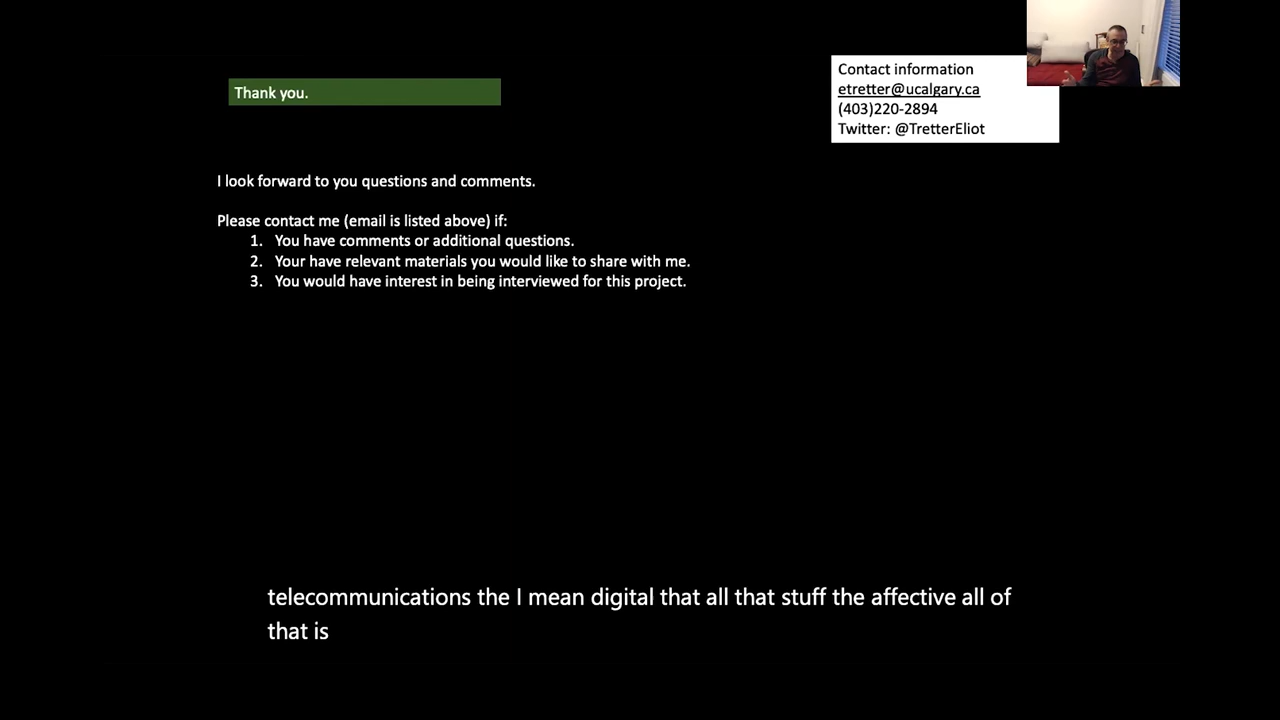 Thank you.
Contact information
etretter@ucalgary.ca
(403)220-2894
Twitter: @TretterEliot
I look forward to you questions and comments.
Please contact me (email is listed above) if:
1. You have comments or additional questions.
2. Your have relevant materials you would like to share with me.
3. You would have interest in being interviewed for this project.
telecommunications the I mean digital that all that stuff the affective all of
that is